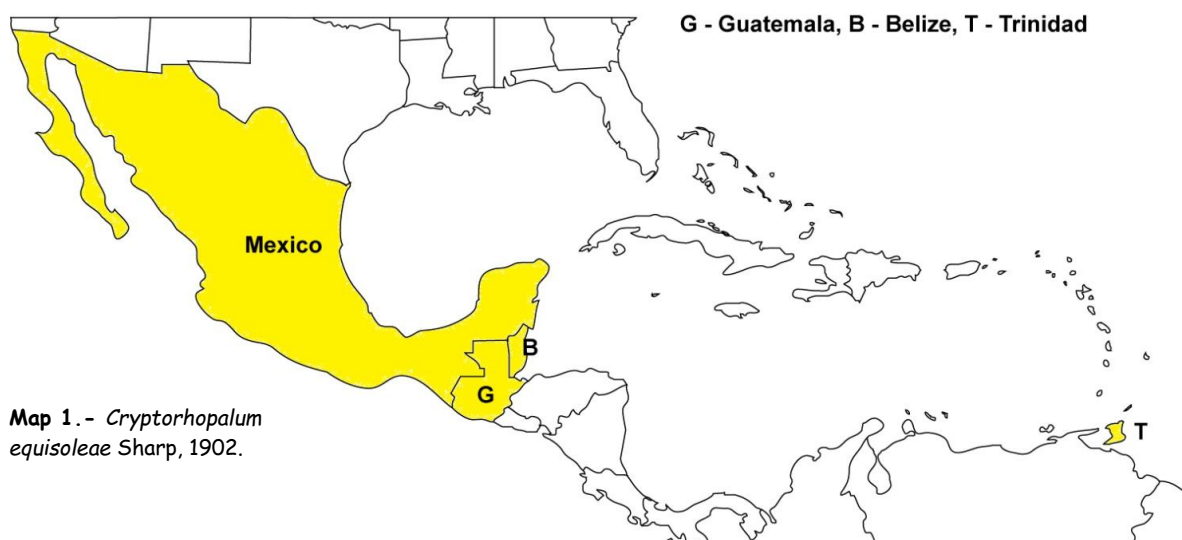 G - Guatemala, B - Belize, T - Trinidad
Mexico
B
G
T
Map 1.- Cryptorhopalum
equisoleae Sharp, 1902.